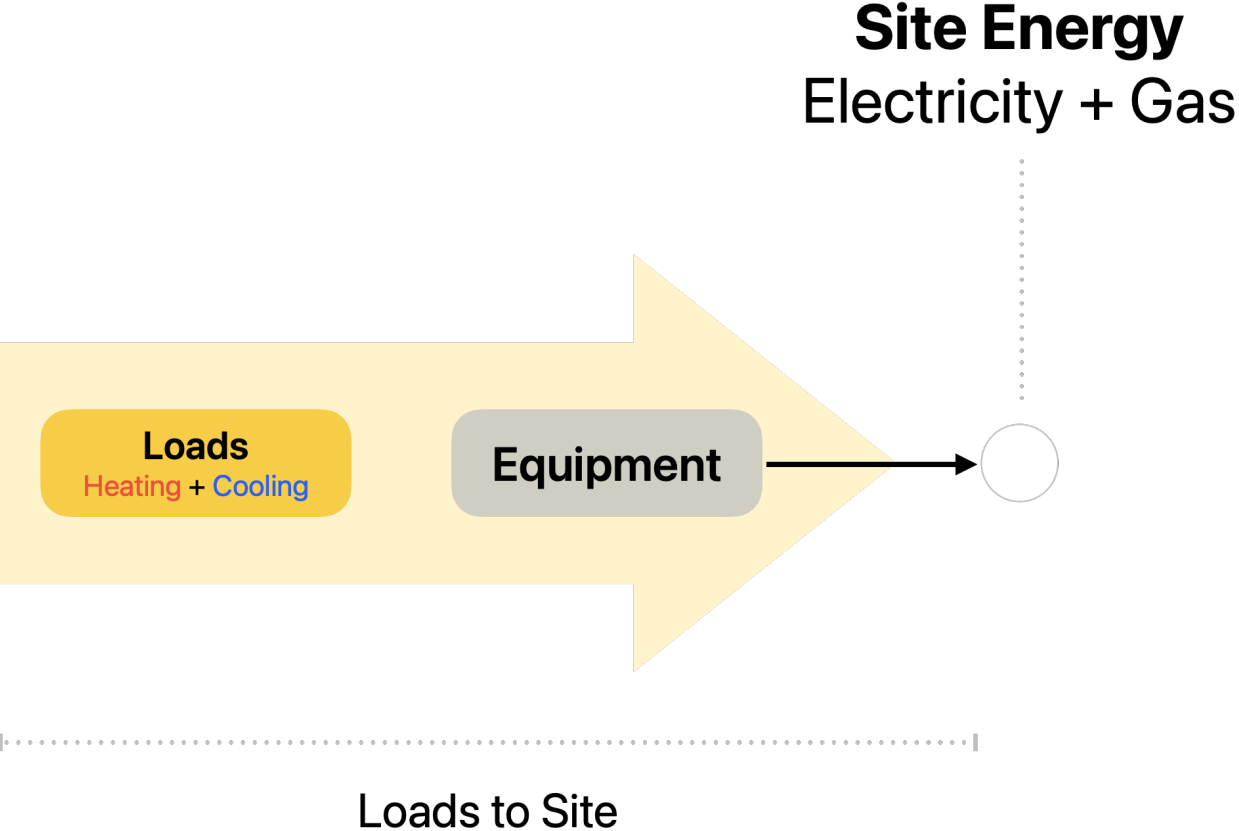 Site Energy
Electricity + Gas
Loads
Heating + Cooling
Equipment
Loads to Site